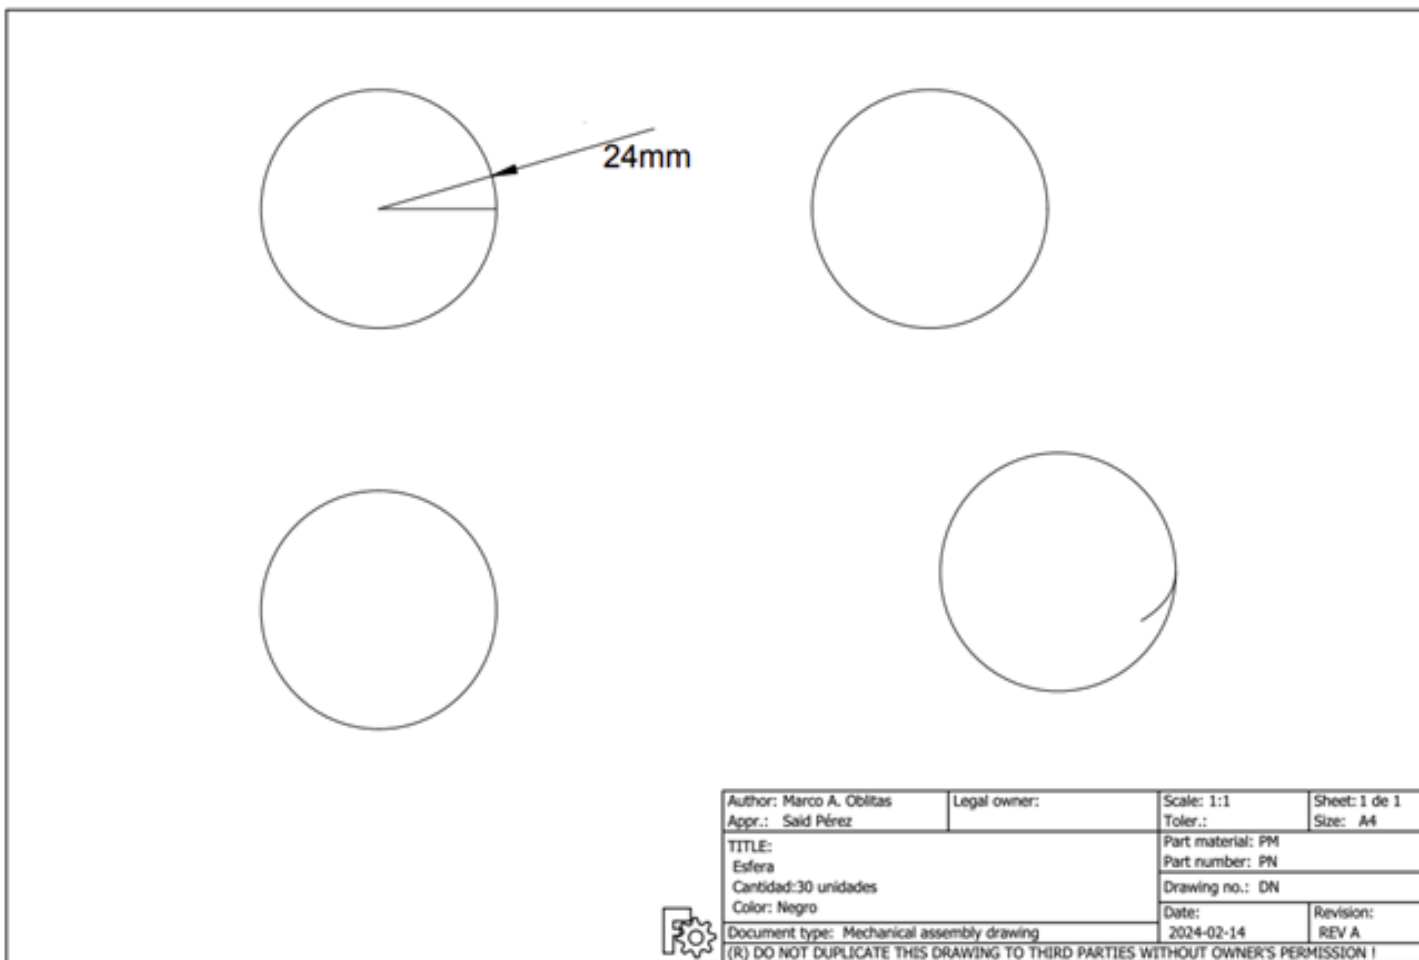 24mm
Author: Marco A. Oblitas
Appr.: Said Pérez
Legal owner:
Scale: 1:1
Toler.:
Sheet: 1 de 1
Size: A4
TITLE:
Esfera
Cantidad:30 unidades
Color: Negro
Part material: PM
Part number: PN
Drawing no.: DN
Date:
2024-02-14
Revision:
REV A
Document type: Mechanical assembly drawing
(R) DO NOT DUPLICATE THIS DRAWING TO THIRD PARTIES WITHOUT OWNER'S PERMISSION !